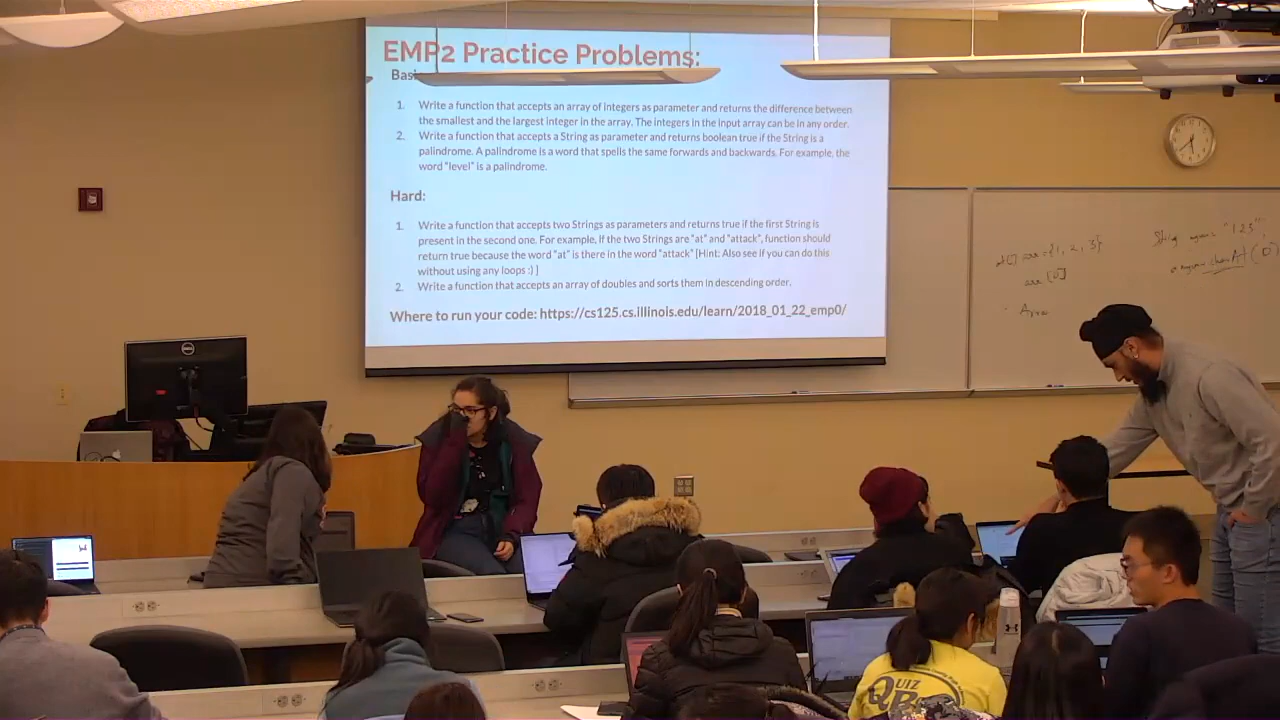 EMP2 Practice Problems:
Basi
1. Write a function that accepts an array of integers as parameter and returns the difference between
the smallest and the largest integer in the array. The integers in the input array can be in any order.
2. Write a function that accepts a String as parameter and returns boolean true if the String is a
palindrome. A palindrome is a word that spells the same forwards and backwards. For example, the
word "level" is a palindrome.
Hard:
1. Write a function that accepts two Strings as parameters and returns true if the first String is
present in the second one. For example, if the two Strings are "at" and "attack", function should
return true because the word "at" is there in the word "attack" [Hint: Also see if you can do this
without using any loops :) ]
2. Write a function that accepts an array of doubles and sorts them in descending order.
Where to run your code: https://cs125.cs.illinois.edu/learn/2018_01_22_emp0/
arr = {1, 2, 3}
arr [0]
String "123"
DELL
QUIZ